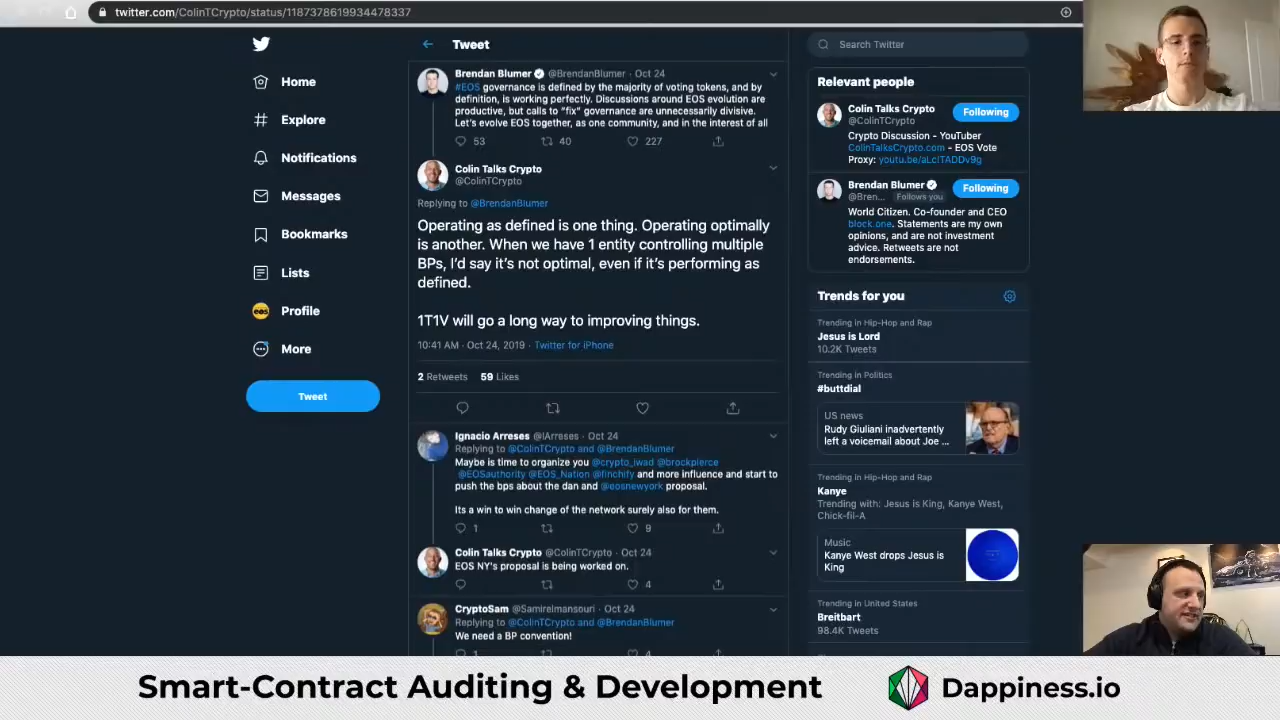 twitter.com/ColinTCrypto/status/1187378619934478337
Home
Explore
Notifications
Messages
Bookmarks
Lists
Profile
More
Tweet
Tweet
Brendan Blumer @BrendanBlumer · Oct 24
#EOS governance is defined by the majority of voting tokens, and by
definition, is working perfectly. Discussions around EOS evolution are
productive, but calls to "fix" governance are unnecessarily divisive.
Let's evolve EOS together, as one community, and in the interest of all
53 40 227
Colin Talks Crypto
@ColinTCrypto
Replying to @BrendanBlumer
Operating as defined is one thing. Operating optimally
is another. When we have 1 entity controlling multiple
BPs, I'd say it's not optimal, even if it's performing as
defined.
1T1V will go a long way to improving things.
10:41 AM · Oct 24, 2019 · Twitter for iPhone
2 Retweets 59 Likes
Ignacio Arreses @IArreses · Oct 24
Replying to @ColinTCrypto and @BrendanBlumer
Maybe is time to organize you @crypto_iwad @brockpierce
@EOSauthority @EOS_Nation @finchify and more influence and start to
push the bps about the dan and @eosnewyork proposal.
Its a win to win change of the network surely also for them.
1 9
Colin Talks Crypto @ColinTCrypto · Oct 24
EOS NY's proposal is being worked on.
4
CryptoSam @Samirelmansouri · Oct 24
Replying to @ColinTCrypto and @BrendanBlumer
We need a BP convention!
Search Twitter
Relevant people
Colin Talks Crypto
@ColinTCrypto
Following
Crypto Discussion - YouTube
ColinTalksCrypto.com - EOS Vote
Proxy: youtu.be/aLcITADDv9g
Brendan Blumer
@Bren... Follows you
Following
World Citizen. Co-founder and CEO
block.one. Statements are my own
opinions, and are not investment
advice. Retweets are not
endorsements.
Trends for you
Trending in Hip-Hop and Rap
Jesus is Lord
10.2K Tweets
Trending in Politics
#buttdial
US news
Rudy Giuliani inadvertently
left a voicemail about Joe ...
Trending in Hip-Hop and Rap
Kanye
Trending with: Jesus is King, Kanye West,
Chick-fil-A
Music
Kanye West drops Jesus is
King
Trending in United States
Breitbart
98.4K Tweets
Smart-Contract Auditing & Development
Dappiness.io